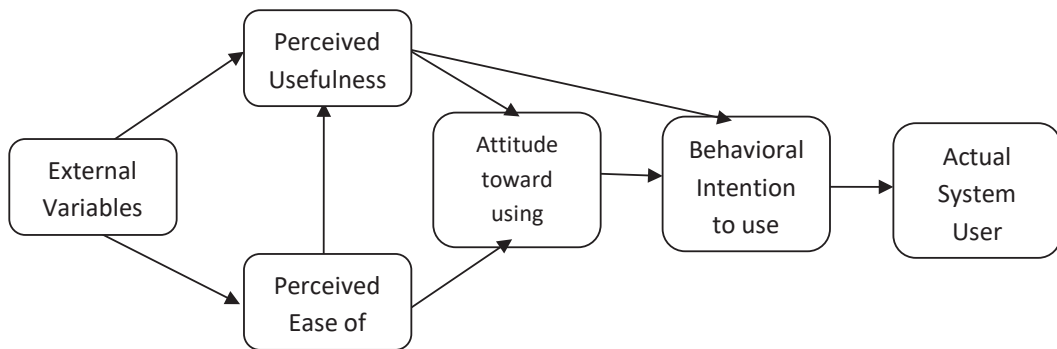 Perceived
Usefulness
External
Variables
Attitude
toward
using
Behavioral
Intention
to use
Actual
System
User
Perceived
Ease of